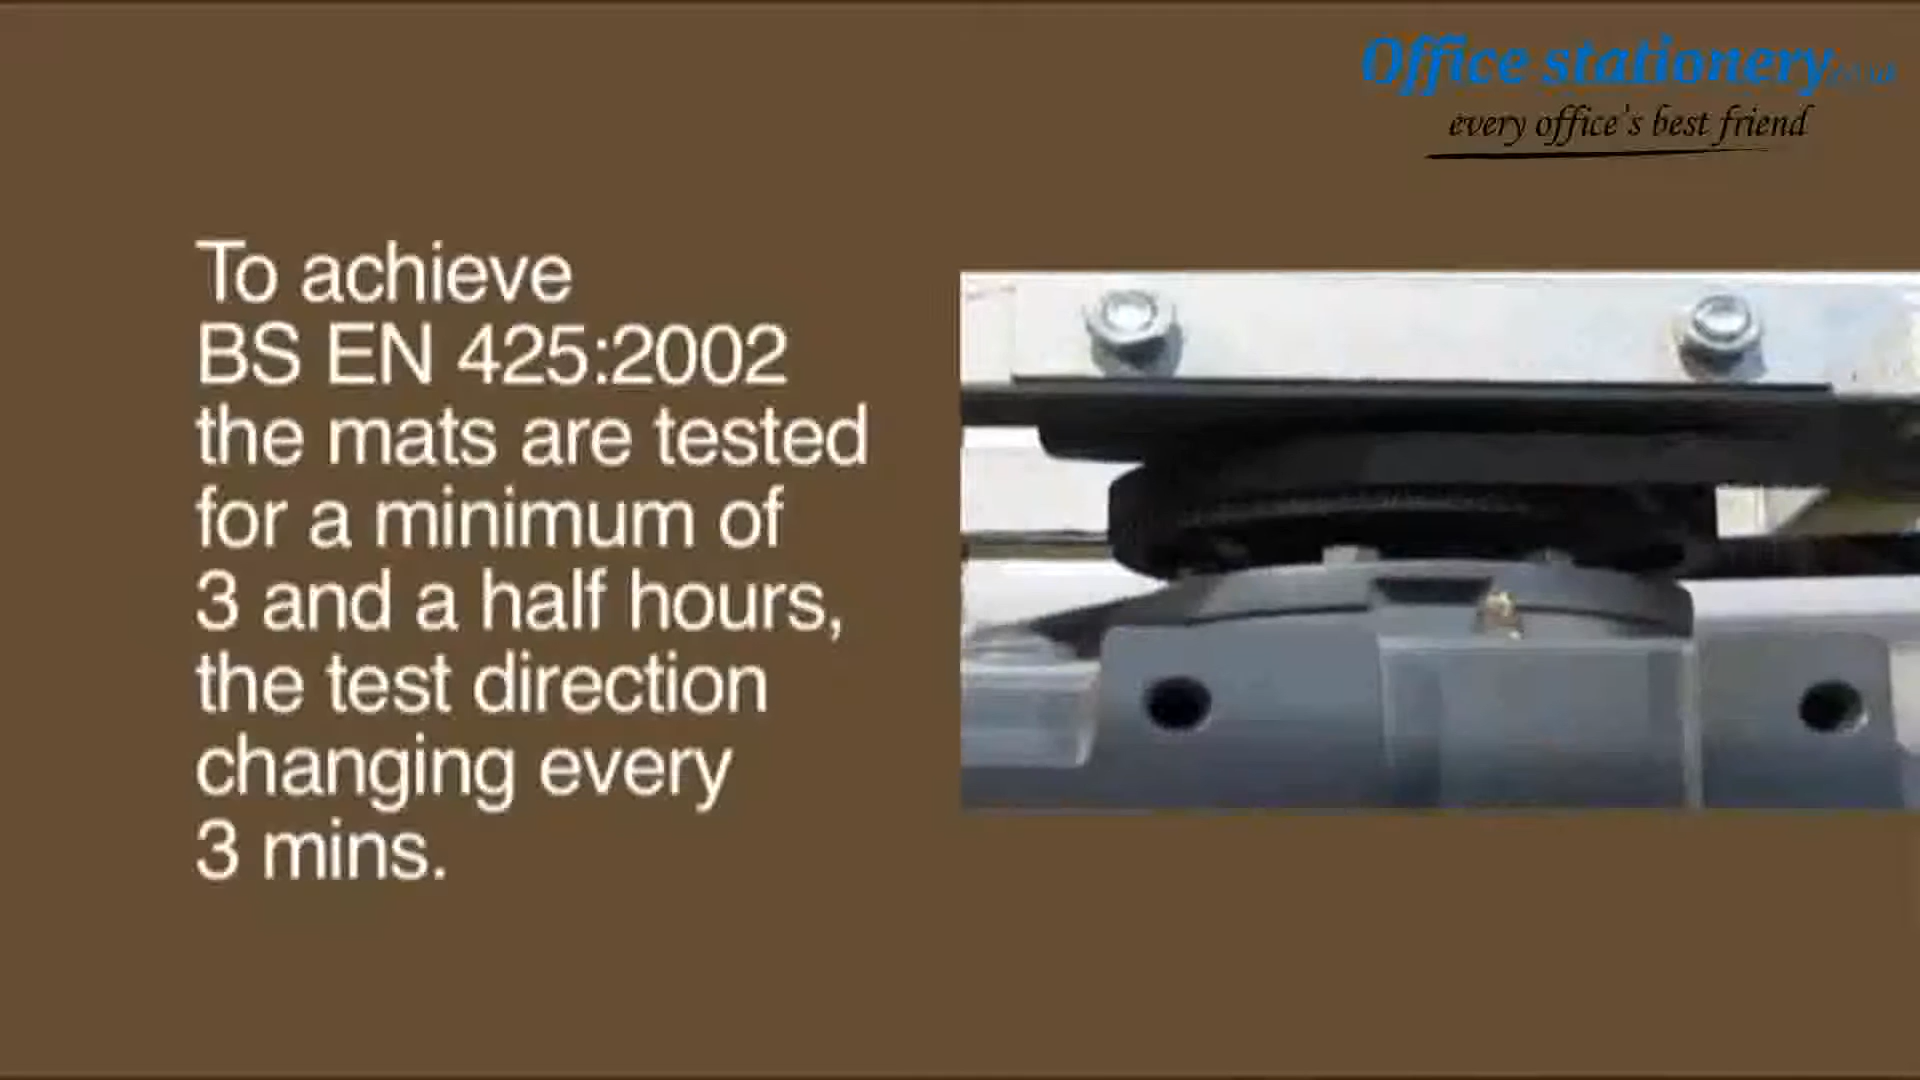 Office stationery.co.uk
every office's best friend
To achieve
BS EN 425:2002
the mats are tested
for a minimum of
3 and a half hours,
the test direction
changing every
3 mins.